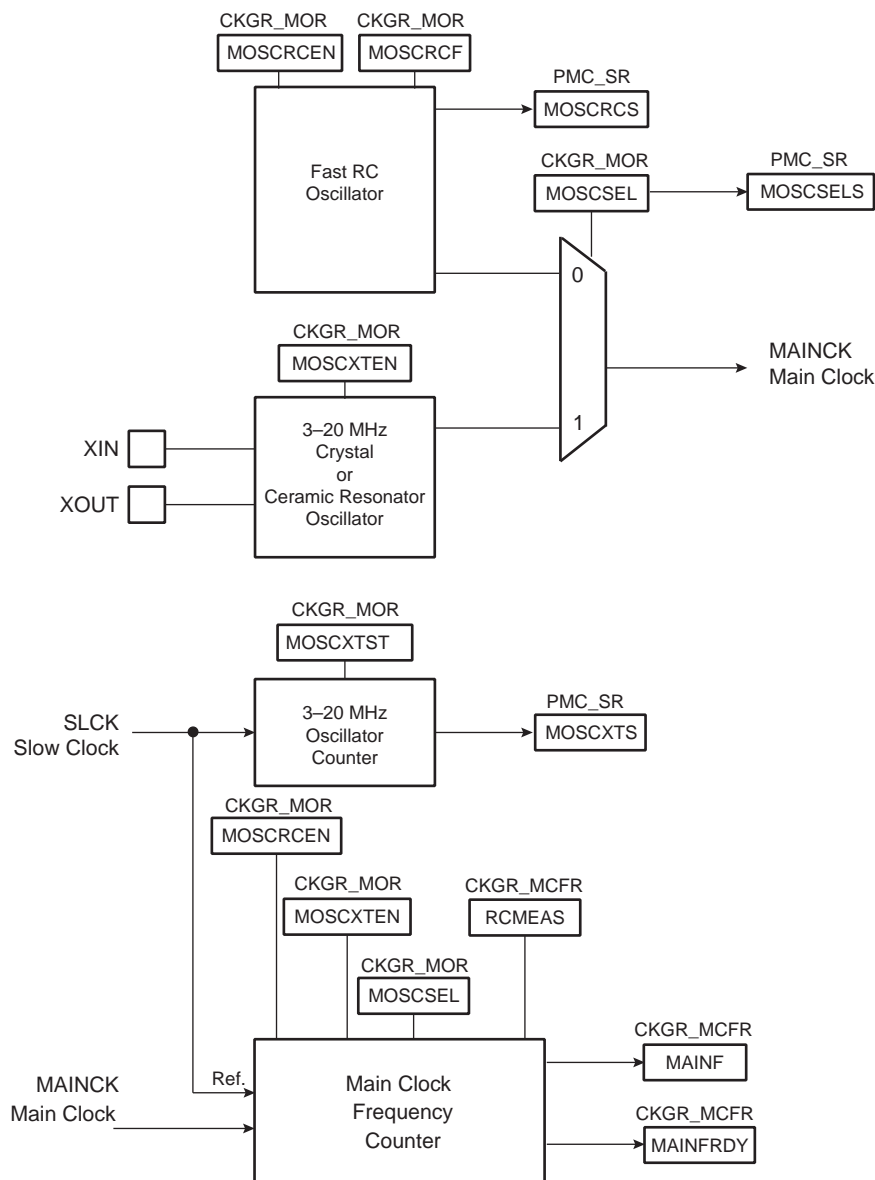 CKGR_MOR
MOSCRCEN
CKGR_MOR
MOSCRCF
PMC_SR
MOSCRCS
Fast RC
Oscillator
CKGR_MOR
MOSCSEL
PMC_SR
MOSCSELS
0
CKGR_MOR
MOSCXTEN
MAINCK
Main Clock
1
XIN
XOUT
3–20 MHz
Crystal
or
Ceramic Resonator
Oscillator
CKGR_MOR
MOSCXTST
SLCK
Slow Clock
3–20 MHz
Oscillator
Counter
PMC_SR
MOSCXTS
CKGR_MOR
MOSCRCEN
CKGR_MOR
MOSCXTEN
CKGR_MCFR
RCMEAS
CKGR_MOR
MOSCSEL
CKGR_MCFR
MAINF
MAINCK
Main Clock
Ref.
Main Clock
Frequency
Counter
CKGR_MCFR
MAINFRDY